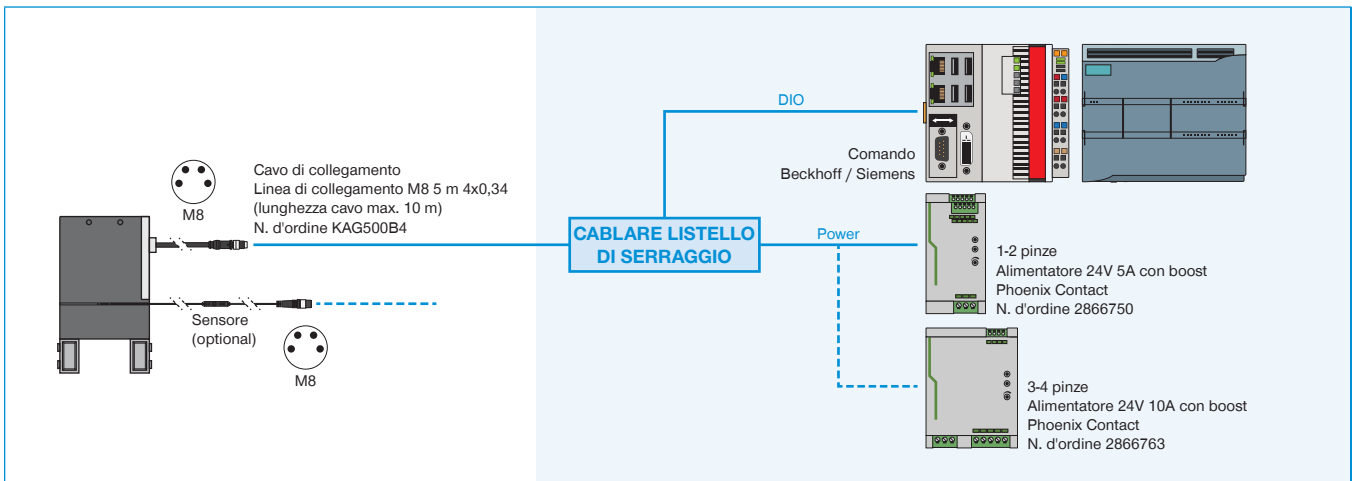 M8
Cavo di collegamento
Linea di collegamento M8 5 m 4x0,34
(lunghezza cavo max. 10 m)
N. d'ordine KAG500B4
Sensore
(optional)
M8
CABLARE LISTELLO
DI SERRAGGIO
DIO
Comando
Beckhoff / Siemens
Power
1-2 pinze
Alimentatore 24V 5A con boost
Phoenix Contact
N. d'ordine 2866750
3-4 pinze
Alimentatore 24V 10A con boost
Phoenix Contact
N. d'ordine 2866763